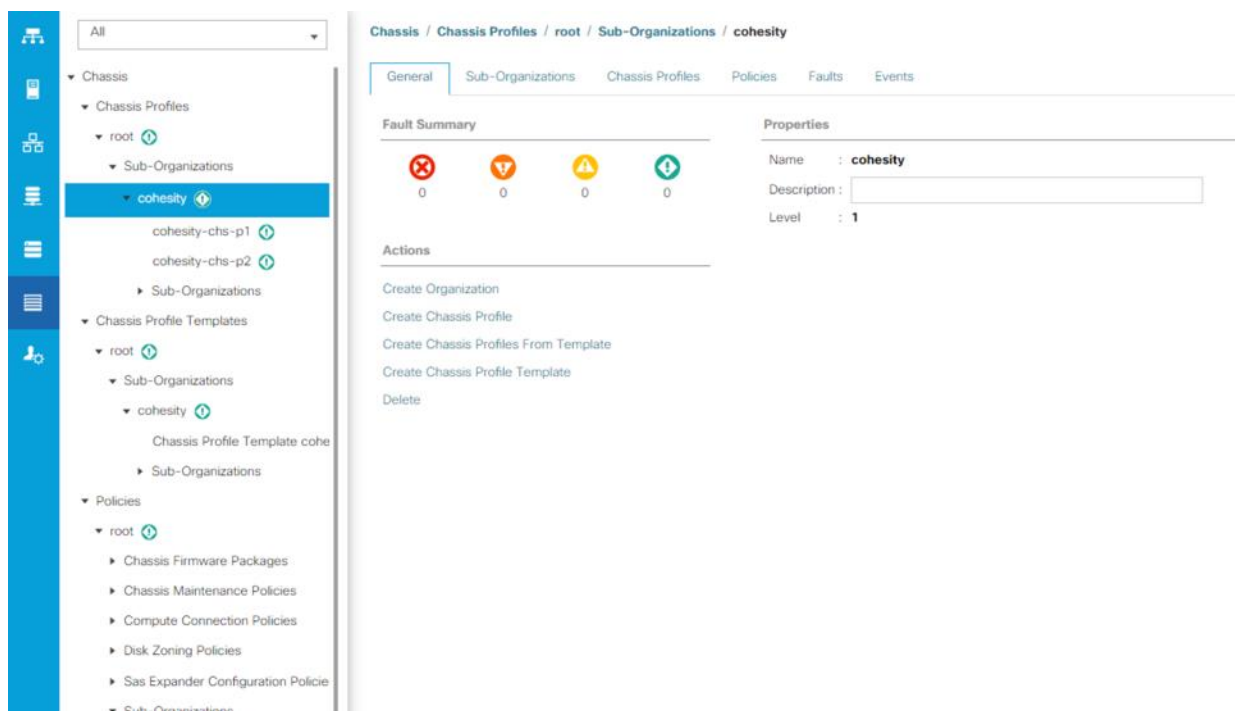 All
Chassis
Chassis Profiles
root
Sub-Organizations
cohesity
cohesity-chs-p1
cohesity-chs-p2
Sub-Organizations
Chassis Profile Templates
root
Sub-Organizations
cohesity
Chassis Profile Template cohe
Sub-Organizations
Policies
root
Chassis Firmware Packages
Chassis Maintenance Policies
Compute Connection Policies
Disk Zoning Policies
Sas Expander Configuration Policie
Sub-Organizations
Chassis / Chassis Profiles / root / Sub-Organizations / cohesity
General Sub-Organizations Chassis Profiles Policies Faults Events
Fault Summary
0 0 0 0
Actions
Create Organization
Create Chassis Profile
Create Chassis Profiles From Template
Create Chassis Profile Template
Delete
Properties
Name : cohesity
Description :
Level : 1